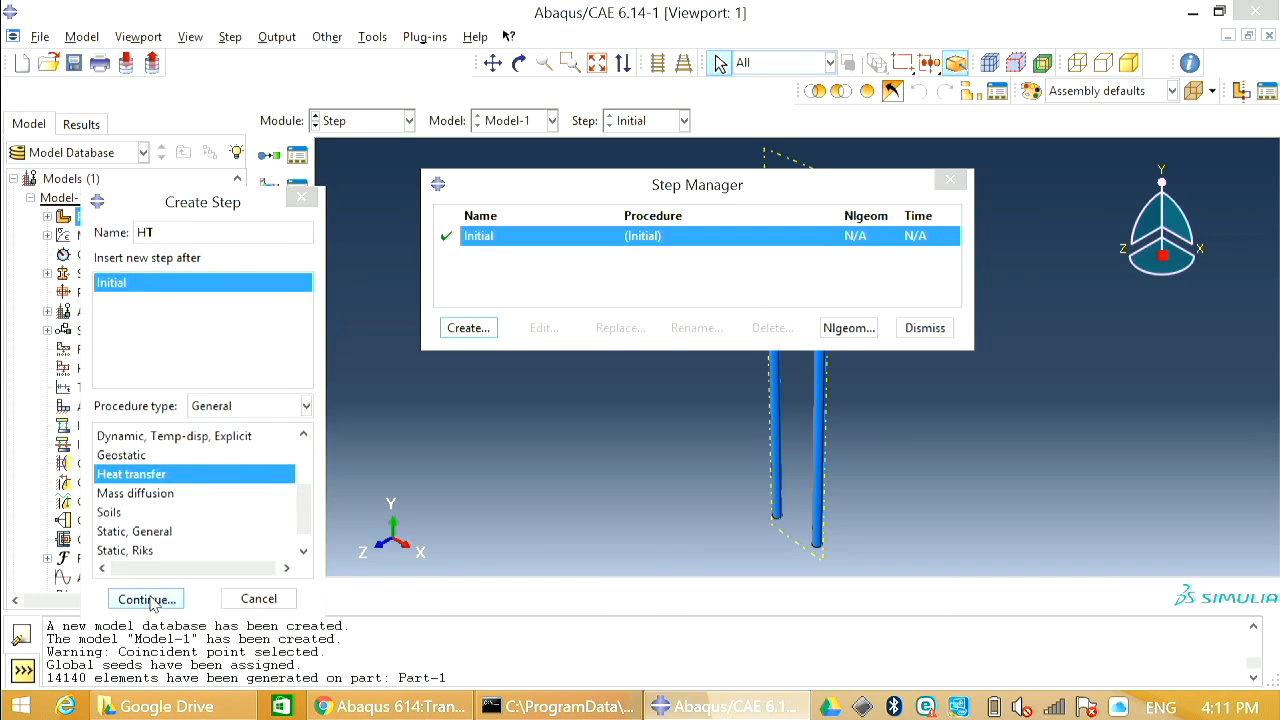 Abaqus/CAE 6.14-1 [Viewport: 1]
File Model Viewport View Step Output Other Tools Plug-ins Help
All
Assembly defaults
Model Results
Module: Step Model: Model-1 Step: Initial
Model Database
Models (1)
Model-
Create Step
Name: HT
Insert new step after
Initial
Procedure type: General
Dynamic, Temp-disp, Explicit
Geostatic
Heat transfer
Mass diffusion
Soils
Static, General
Static, Riks
Continue... Cancel
Step Manager
Name Procedure Nlgeom Time
Initial (Initial) N/A N/A
Create... Edit... Replace... Rename... Delete... Nlgeom... Dismiss
Y
Z X
Y
Z X
SIMULIA
A new model database has been created.
The model "Model-1" has been created.
Warning: Coincident point selected.
Global seeds have been assigned.
14140 elements have been generated on part: Part-1
>>>
Google Drive Abaqus 614:Tran... C:\ProgramData\... Abaqus/CAE 6.1... ENG 4:11 PM